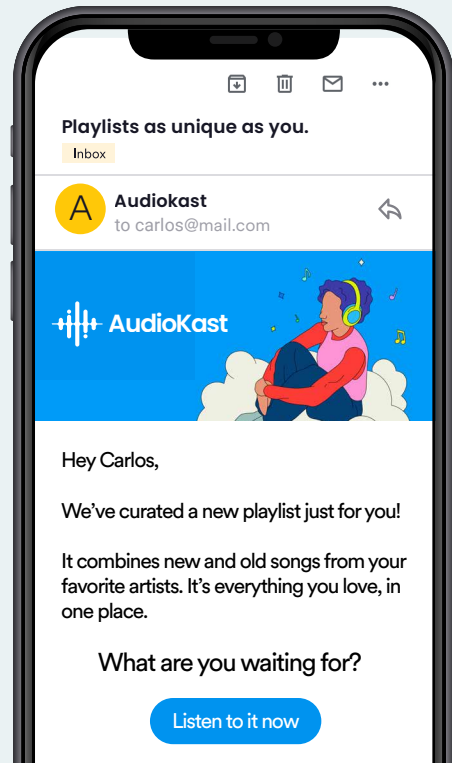 Playlists as unique as you.
Inbox
A
Audiokast
to carlos@mail.com
AudioKast
Hey Carlos,
We’ve curated a new playlist just for you!
It combines new and old songs from your
favorite artists. It’s everything you love, in
one place.
What are you waiting for?
Listen to it now